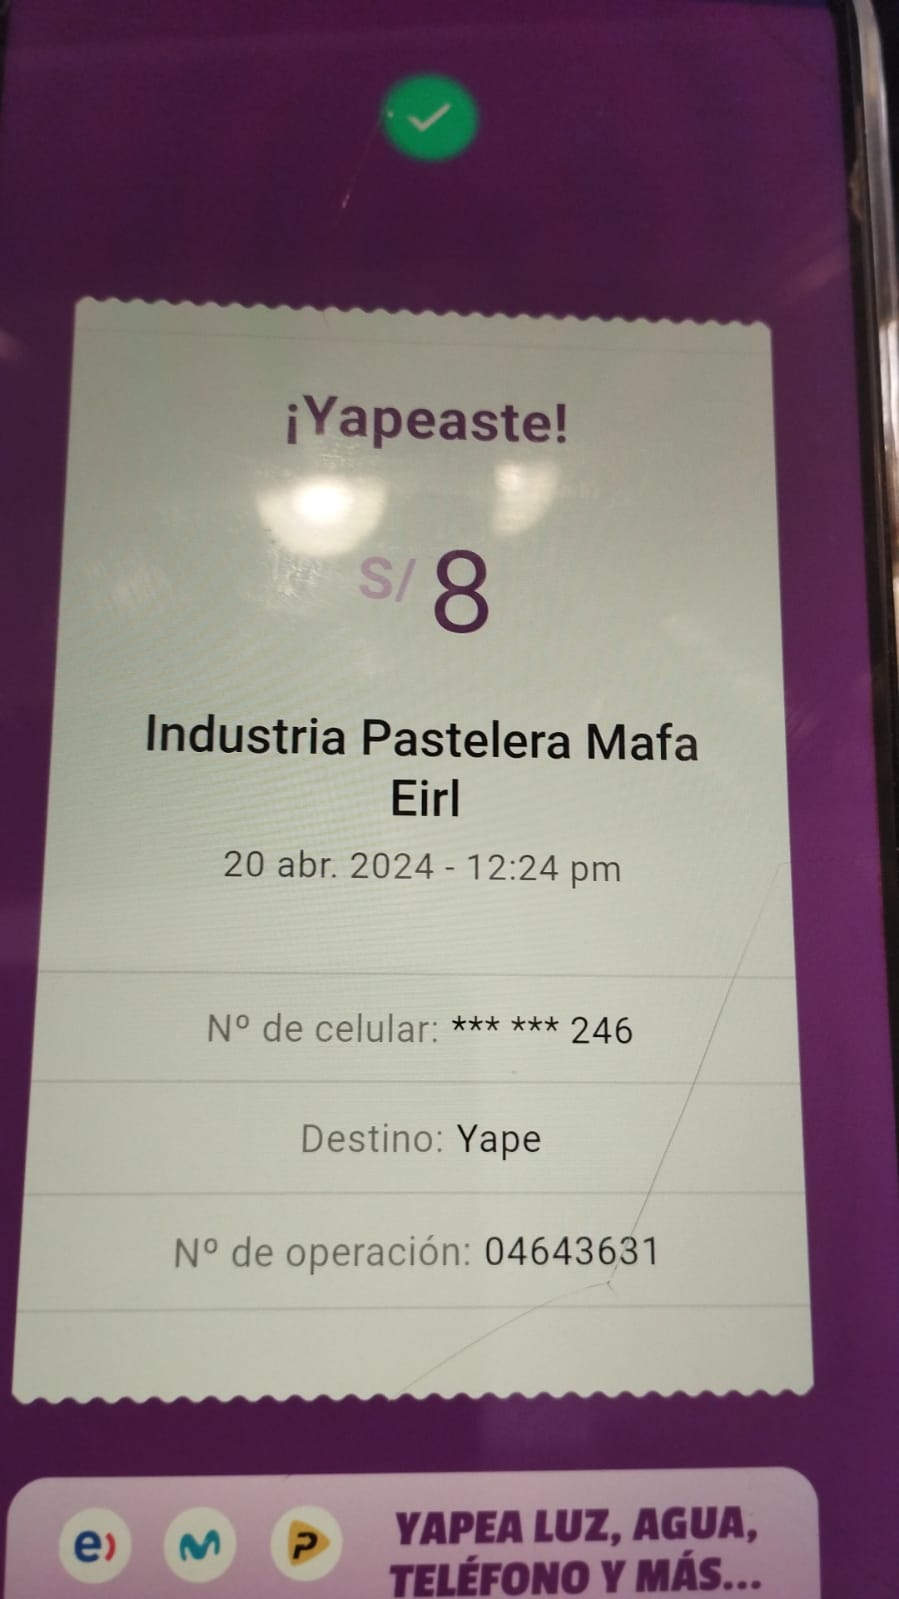 ¡Yapeaste!
S/ 8
Industria Pastelera Mafa
Eirl
20 abr. 2024 - 12:24 pm
Nº de celular: *** *** 246
Destino: Yape
Nº de operación: 04643631
e) M P YAPEA LUZ, AGUA,
TELÉFONO Y MÁS...